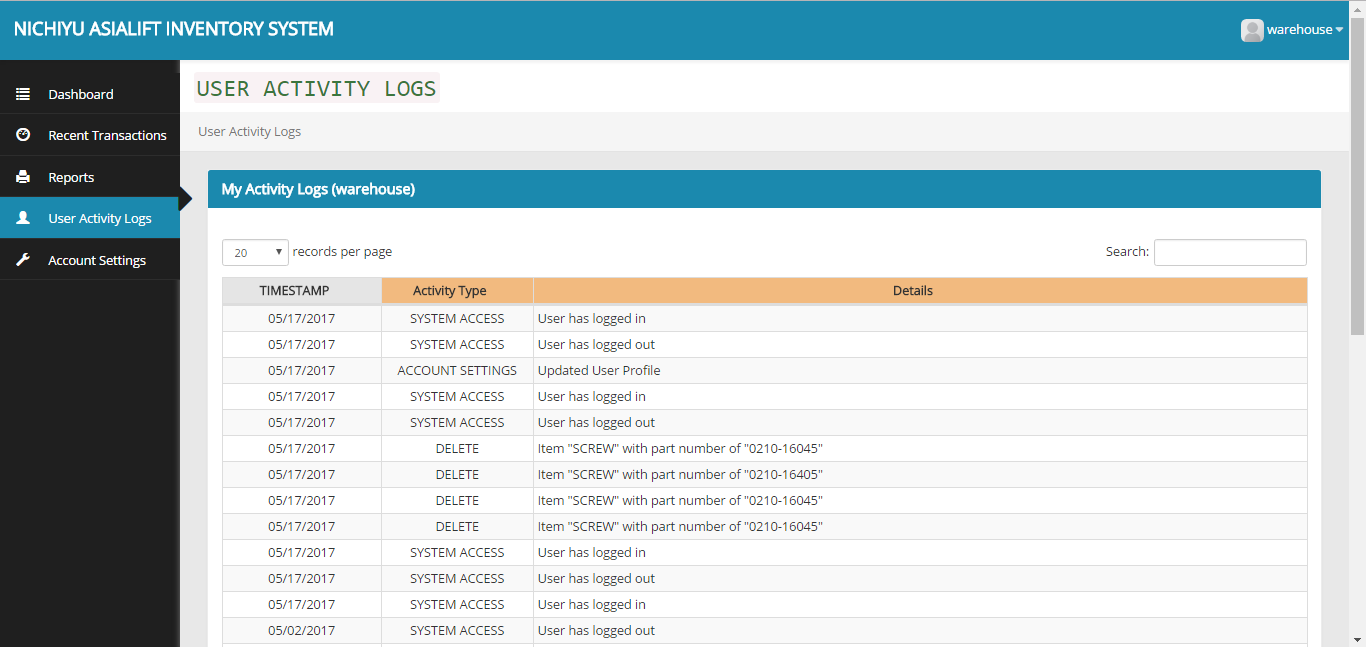 NICHIYU ASIALIFT INVENTORY SYSTEM
warehouse
Dashboard
Recent Transactions
Reports
User Activity Logs
Account Settings
USER ACTIVITY LOGS
User Activity Logs
My Activity Logs (warehouse)
20 records per page
Search:
TIMESTAMP Activity Type Details
05/17/2017 SYSTEM ACCESS User has logged in
05/17/2017 SYSTEM ACCESS User has logged out
05/17/2017 ACCOUNT SETTINGS Updated User Profile
05/17/2017 SYSTEM ACCESS User has logged in
05/17/2017 SYSTEM ACCESS User has logged out
05/17/2017 DELETE Item "SCREW" with part number of "0210-16045"
05/17/2017 DELETE Item "SCREW" with part number of "0210-16405"
05/17/2017 DELETE Item "SCREW" with part number of "0210-16045"
05/17/2017 DELETE Item "SCREW" with part number of "0210-16045"
05/17/2017 SYSTEM ACCESS User has logged in
05/17/2017 SYSTEM ACCESS User has logged out
05/17/2017 SYSTEM ACCESS User has logged in
05/02/2017 SYSTEM ACCESS User has logged out